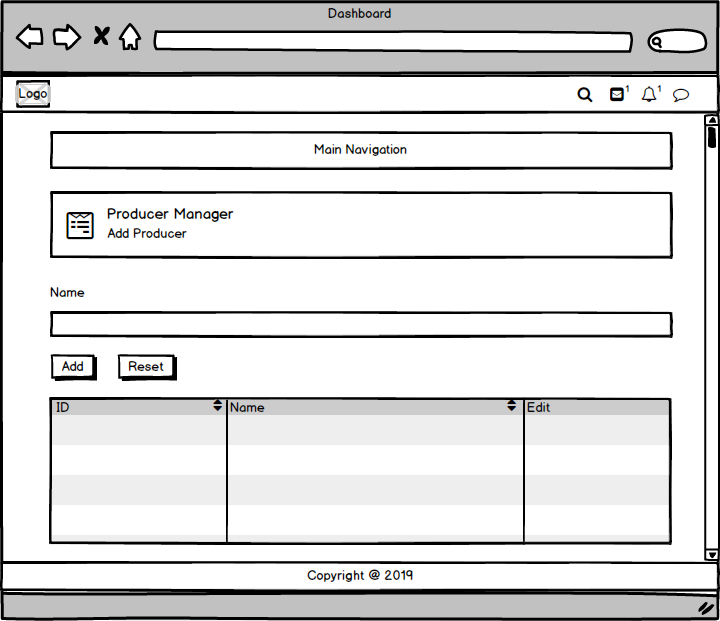 Dashboard
Logo
1
1
Main Navigation
Producer Manager
Add Producer
Name
Add
Reset
ID
Name
Edit
Copyright @ 2019